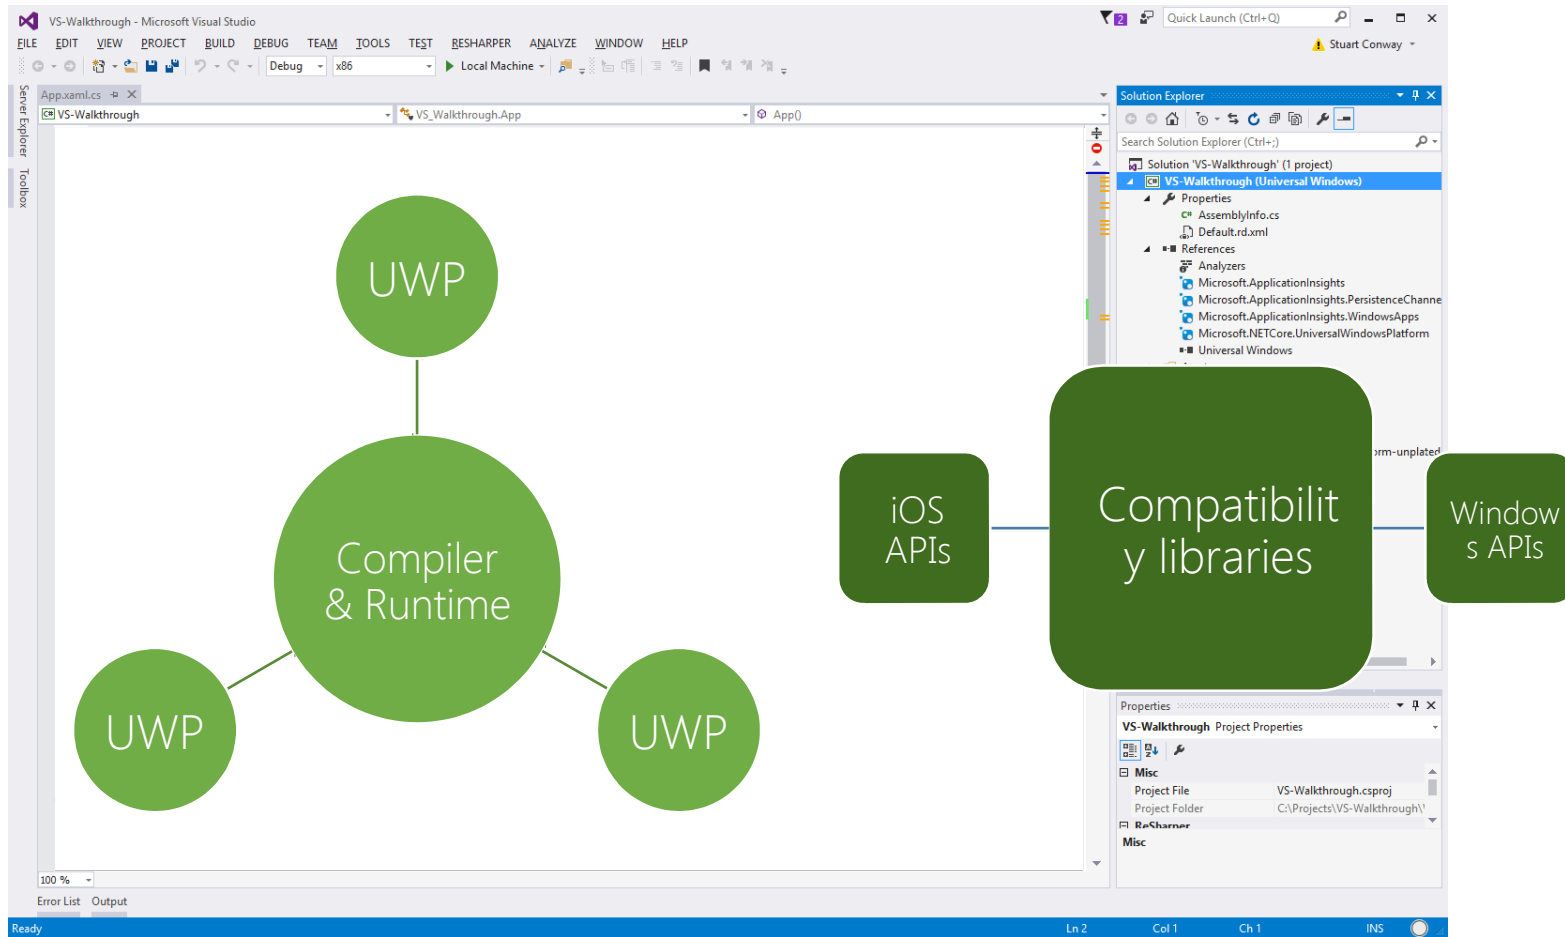 VS-Walkthrough - Microsoft Visual Studio
2
Quick Launch (Ctrl+Q)
FILE EDIT VIEW PROJECT BUILD DEBUG TEAM TOOLS TEST RESHARPER ANALYZE WINDOW HELP
Stuart Conway
Debug x86 Local Machine
Server Explorer
Toolbox
App.xaml.cs
VS-Walkthrough VS_Walkthrough.App App()
UWP
Compiler
& Runtime
UWP
UWP
Solution Explorer
Search Solution Explorer (Ctrl+;)
Solution 'VS-Walkthrough' (1 project)
VS-Walkthrough (Universal Windows)
Properties
AssemblyInfo.cs
Default.rd.xml
References
Analyzers
Microsoft.ApplicationInsights
Microsoft.ApplicationInsights.PersistenceChanne
Microsoft.ApplicationInsights.WindowsApps
Microsoft.NETCore.UniversalWindowsPlatform
Universal Windows
orm-unplated
iOS
APIs
Compatibilit
y libraries
Window
s APIs
Properties
VS-Walkthrough Project Properties
Misc
Project File VS-Walkthrough.csproj
Project Folder C:\Projects\VS-Walkthrough\
ReSharper
Misc
100 %
Error List Output
Ready Ln 2 Col 1 Ch 1 INS